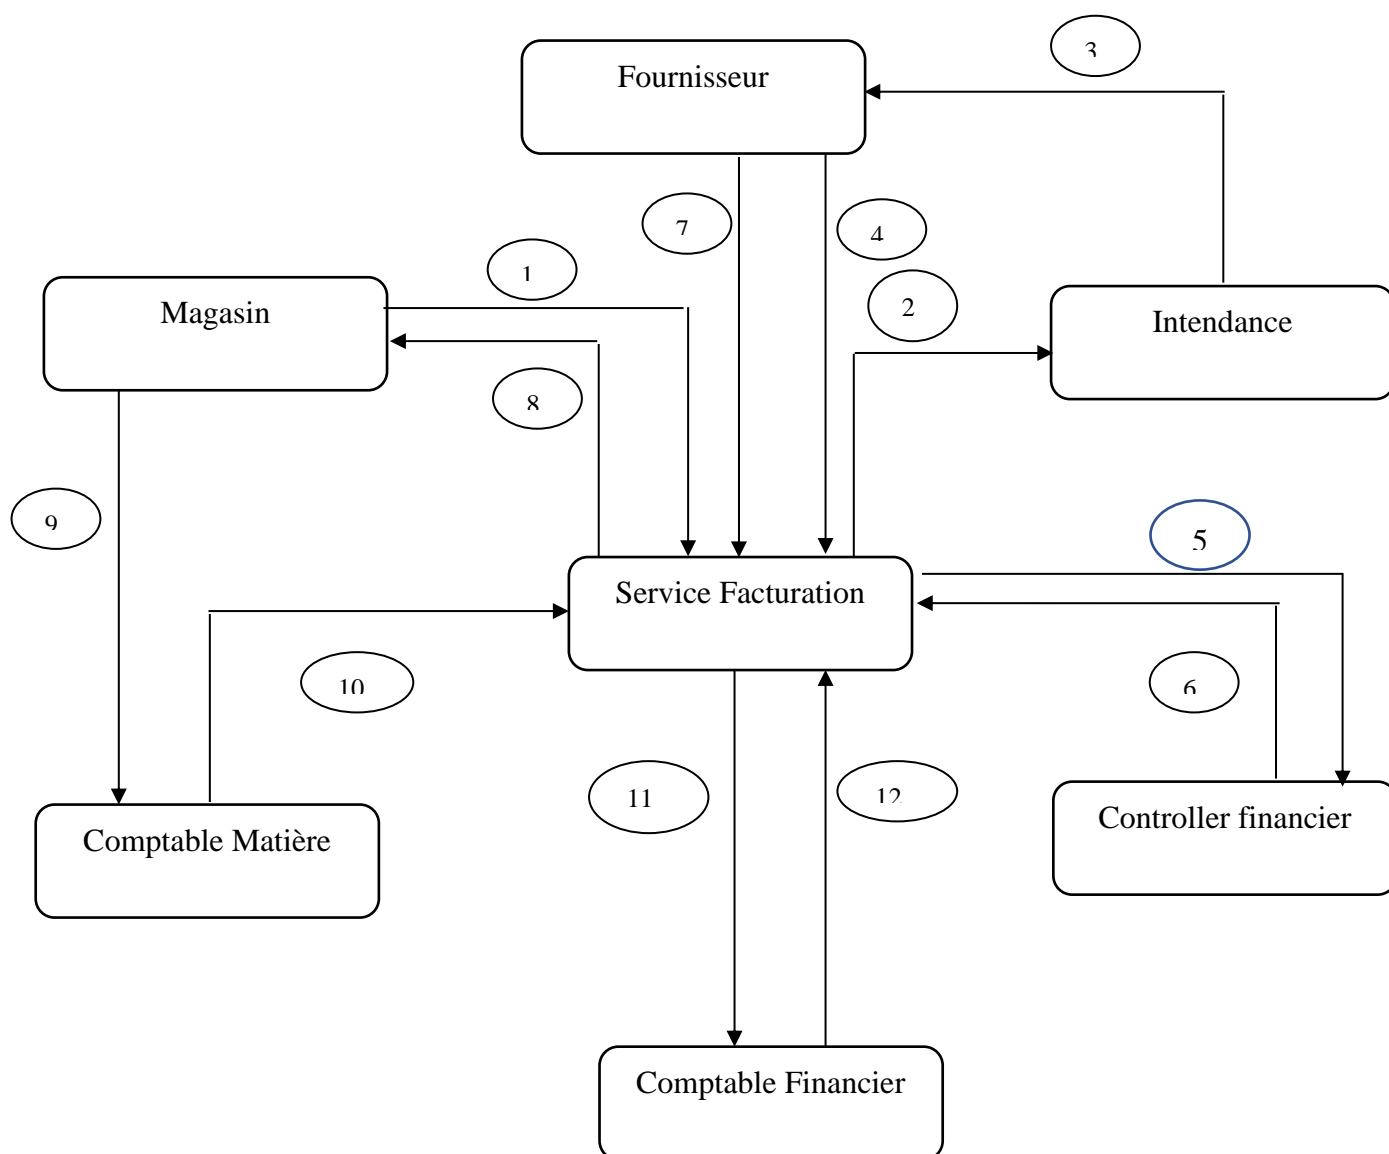 3
Fournisseur
7
4
1
2
Magasin
Intendance
8
9
5
Service Facturation
10
6
11
12
Controller financier
Comptable Matière
Comptable Financier